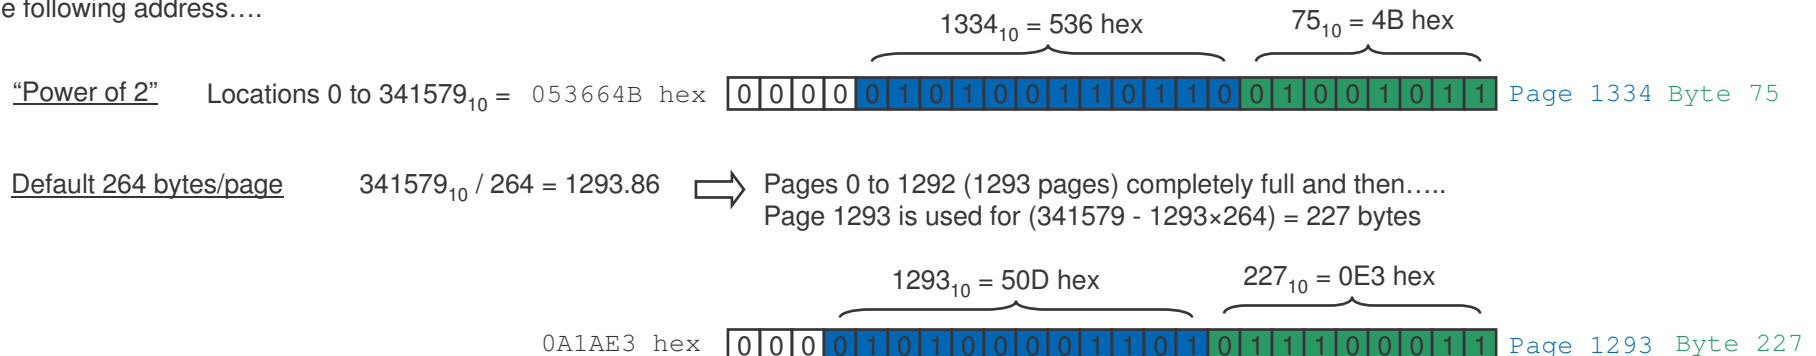 e following address….
1334₁₀ = 536 hex
75₁₀ = 4B hex
“Power of 2” Locations 0 to 341579₁₀ = 053664B hex 0 0 0 0 0 1 0 1 0 0 1 1 0 1 1 0 0 1 0 0 1 0 1 1 Page 1334 Byte 75
Default 264 bytes/page 341579₁₀ / 264 = 1293.86 Pages 0 to 1292 (1293 pages) completely full and then…..
Page 1293 is used for (341579 - 1293×264) = 227 bytes
1293₁₀ = 50D hex
227₁₀ = 0E3 hex
0A1AE3 hex 0 0 0 0 1 0 1 0 0 0 0 1 1 0 1 0 1 1 1 0 0 0 1 1 Page 1293 Byte 227